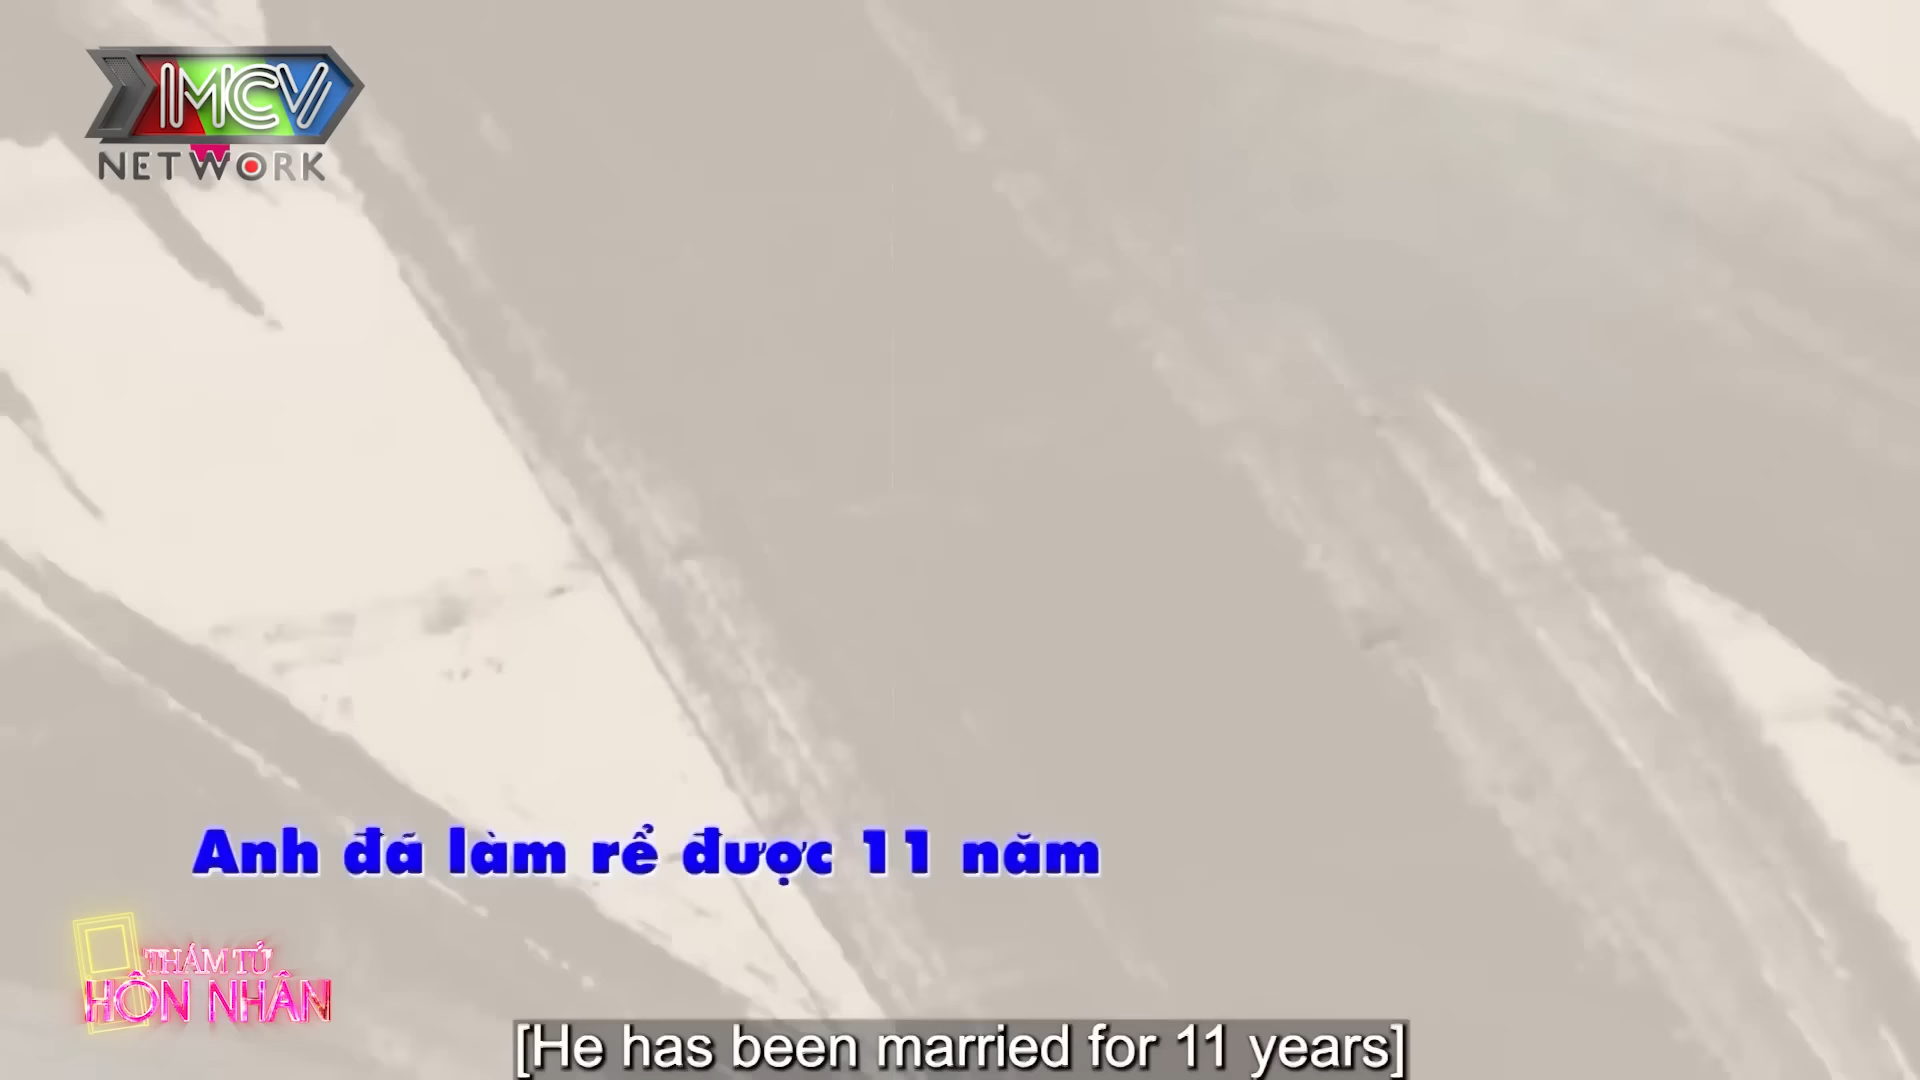 MCV
NETWORK
Anh đã làm rể được 11 năm
THÁM TỬ
HÔN NHÂN
[He has been married for 11 years]